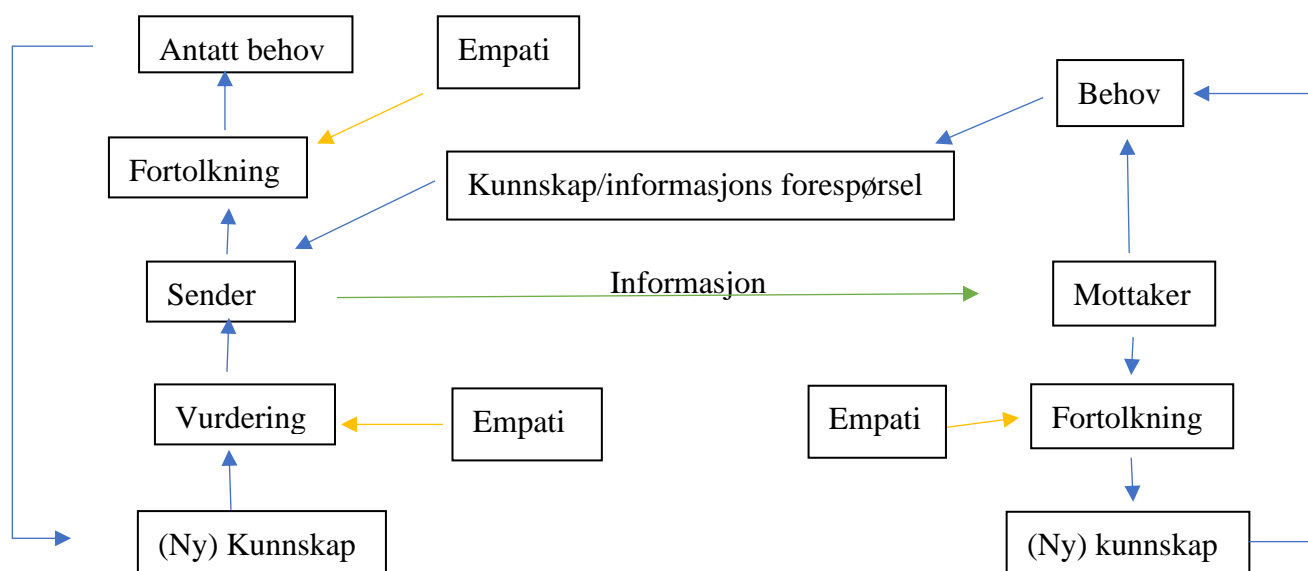 Antatt behov
Empati
Behov
Fortolkning
Kunnskap/informasjons forespørsel
Sender
Informasjon
Mottaker
Vurdering
Empati
Empati
Fortolkning
(Ny) Kunnskap
(Ny) kunnskap